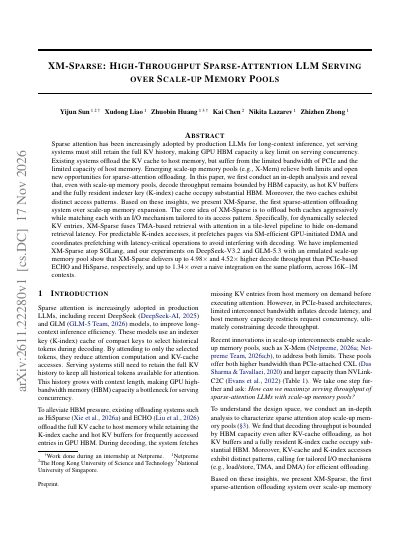 XM-SPARSE: HIGH-THROUGHPUT SPARSE-ATTENTION LLM SERVING
OVER SCALE-UP MEMORY POOLS
Yijun Sun Xudong Liao Zhuobin Huang Kai Chen Nikita Lazarev Zhizhen Zhong
ABSTRACT
Sparse attention has been increasingly adopted by production LLMs for long-context inference, yet serving
systems must still retain the full KV history, making GPU HBM capacity a key limit on serving concurrency.
Existing systems offload the KV cache to host memory, but suffer from the limited bandwidth of PCIe and the
limited capacity of host memory. Emerging scale-up memory pools (e.g., X-Mem) relieve both limits and open
new opportunities for sparse-attention offloading. In this paper, we first conduct an in-depth analysis and reveal
that, even with scale-up memory pools, decode throughput remains bounded by HBM capacity, as hot KV buffers
and the fully resident indexer key (K-index) cache occupy substantial HBM. Moreover, the two caches exhibit
distinct access patterns. Based on these insights, we present XM-Sparse, the first sparse-attention offloading
system over scale-up memory expansion. The core idea of XM-Sparse is to offload both caches aggressively
while matching each with an I/O mechanism tailored to its access pattern. Specifically, for dynamically selected
KV entries, XM-Sparse fuses TMA-based retrieval with attention in a tile-level pipeline to hide on-demand
retrieval latency. For predictable K-index accesses, it prefetches pages via SM-efficient GPU-initiated DMA and
coordinates prefetching with latency-critical operations to avoid interfering with decoding. We have implemented
XM-Sparse atop SGLang, and our experiments on DeepSeek-V3.2 and GLM-5.3 with an emulated scale-up
memory pool show that XM-Sparse delivers up to 4.98× and 4.52× higher decode throughput than PCIe-based
ECHO and HiSparse, respectively, and up to 1.34× over a naive integration on the same platform, across 16K–1M
contexts.
1 INTRODUCTION
Sparse attention is increasingly adopted in production
LLMs, including recent DeepSeek (DeepSeek-AI, 2025)
and GLM (GLM-5 Team, 2026) models, to improve long-
context inference efficiency. These models use an indexer
key (K-index) cache of compact keys to select historical
tokens during decoding. By attending to only the selected
tokens, they reduce attention computation and KV-cache
accesses. Serving systems still need to retain the full KV
history to keep all historical tokens available for attention.
This history grows with context length, making GPU high-
bandwidth memory (HBM) capacity a bottleneck for serving
concurrency.
To alleviate HBM pressure, existing offloading systems such
as HiSparse (Xie et al., 2026a) and ECHO (Liu et al., 2026)
offload the full KV cache to host memory while retaining the
K-index cache and hot KV buffers for frequently accessed
entries in GPU HBM. During decoding, the system fetches
*Work done during an internship at Netpreme. 1Netpreme
2The Hong Kong University of Science and Technology 3National
University of Singapore.
Preprint.
missing KV entries from host memory on demand before
executing attention. However, in PCIe-based architectures,
limited interconnect bandwidth inflates decode latency, and
host memory capacity restricts request concurrency, ulti-
mately constraining decode throughput.
Recent innovations in scale-up interconnects enable scale-
up memory pools, such as X-Mem (Netpreme, 2026a; Net-
preme Team, 2026a;b), to address both limits. These pools
offer both higher bandwidth than PCIe-attached CXL (Das
Sharma & Tavallaei, 2020) and larger capacity than NVLink-
C2C (Evans et al., 2022) (Table 1). We take one step fur-
ther and ask: How can we maximize serving throughput of
sparse-attention LLMs with scale-up memory pools?
To understand the design space, we conduct an in-depth
analysis to characterize sparse attention atop scale-up mem-
ory pools (§3). We find that decoding throughput is bounded
by HBM capacity even after KV-cache offloading, as hot
KV buffers and a fully resident K-index cache occupy sub-
stantial HBM. Moreover, KV-cache and K-index accesses
exhibit distinct patterns, calling for tailored I/O mechanisms
(e.g., load/store, TMA, and DMA) for efficient offloading.
Based on these insights, we present XM-Sparse, the first
sparse-attention offloading system over scale-up memory
arXiv:2611.22280v1 [cs.DC] 17 Nov 2026